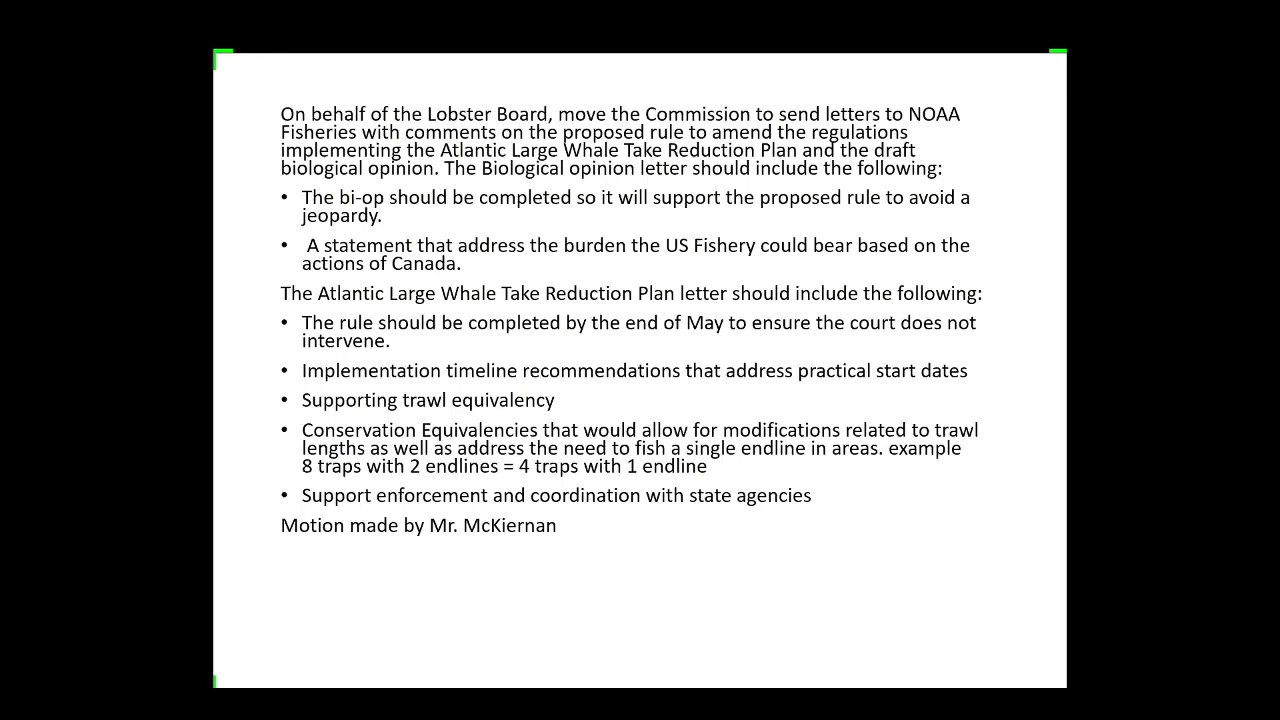 On behalf of the Lobster Board, move the Commission to send letters to NOAA
Fisheries with comments on the proposed rule to amend the regulations
implementing the Atlantic Large Whale Take Reduction Plan and the draft
biological opinion. The Biological opinion letter should include the following:
• The bi-op should be completed so it will support the proposed rule to avoid a
jeopardy.
• A statement that address the burden the US Fishery could bear based on the
actions of Canada.
The Atlantic Large Whale Take Reduction Plan letter should include the following:
• The rule should be completed by the end of May to ensure the court does not
intervene.
• Implementation timeline recommendations that address practical start dates
• Supporting trawl equivalency
• Conservation Equivalencies that would allow for modifications related to trawl
lengths as well as address the need to fish a single endline in areas. example
8 traps with 2 endlines = 4 traps with 1 endline
• Support enforcement and coordination with state agencies
Motion made by Mr. McKiernan